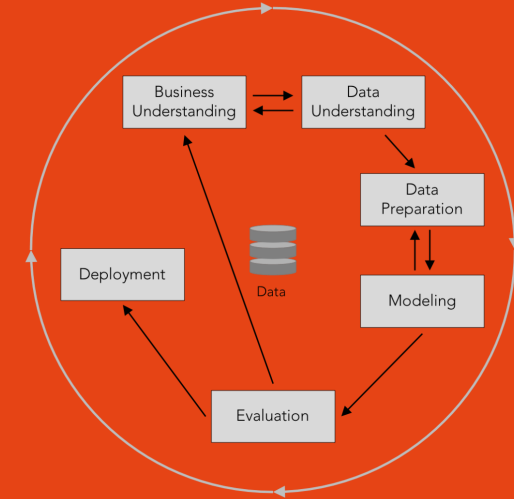 Business
Understanding
Data
Understanding
Data
Preparation
Modeling
Evaluation
Deployment
Data